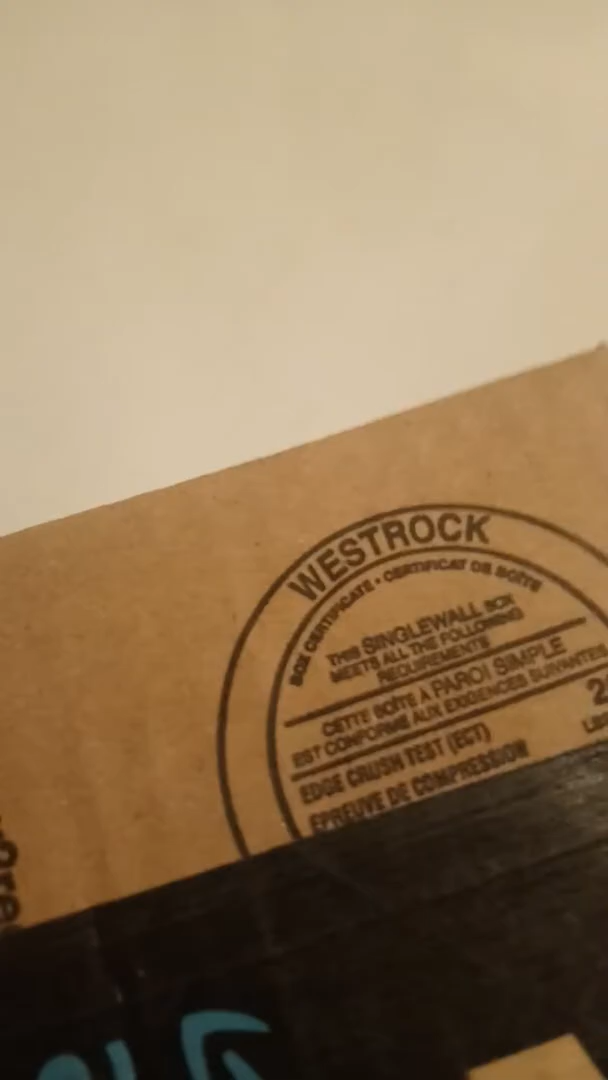 WESTROCK
BOX CERTIFICATE • CERTIFICAT DE BOÎTE
THIS SINGLEWALL BOX
MEETS ALL THE FOLLOWING
REQUIREMENTS
CETTE BOÎTE À PAROI SIMPLE
EST CONFORME AUX EXIGENCES SUIVANTES
EDGE CRUSH TEST (ECT)
ÉPREUVE DE COMPRESSION